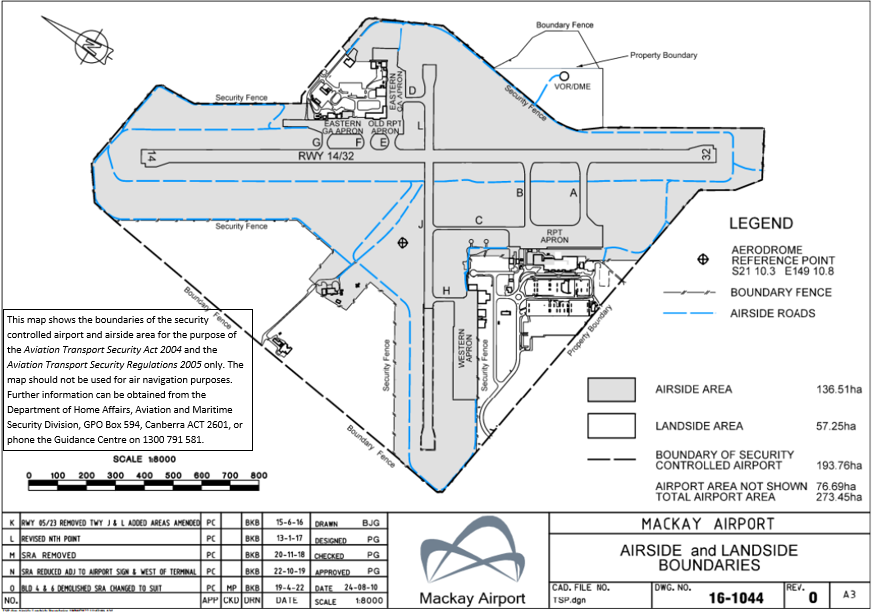 Boundary Fence
Property Boundary
VOR/DME
Security Fence
Security Fence
EASTERN
GA APRON
D
L
EASTERN
GA APRON
OLD RPT
APRON
G
F
E
14
RWY 14/32
32
B
A
J
C
RPT
APRON
Security Fence
H
WESTERN
APRON
Security Fence
Security Fence
Boundary Fence
Boundary Fence
Property Boundary
LEGEND
AERODROME
REFERENCE POINT
S21 10.3 E149 10.8
BOUNDARY FENCE
AIRSIDE ROADS
AIRSIDE AREA 136.51ha
LANDSIDE AREA 57.25ha
BOUNDARY OF SECURITY
CONTROLLED AIRPORT 193.76ha
AIRPORT AREA NOT SHOWN 76.69ha
TOTAL AIRPORT AREA 273.45ha
This map shows the boundaries of the security
controlled airport and airside area for the purpose of
the Aviation Transport Security Act 2004 and the
Aviation Transport Security Regulations 2005 only. The
map should not be used for air navigation purposes.
Further information can be obtained from the
Department of Home Affairs, Aviation and Maritime
Security Division, GPO Box 594, Canberra ACT 2601, or
phone the Guidance Centre on 1300 791 581.
SCALE 1:8000
0 100 200 300 400 500 600 700 800
K RWY 05/23 REMOVED TWY J & L ADDED AREAS AMENDED PC BKB 15-6-16
L REVISED NTH POINT PC BKB 13-1-17
M SRA REMOVED PC BKB 20-11-18
N SRA REDUCED ADJ TO AIRPORT SIGN & WEST OF TERMINAL PC BKB 22-10-19
O BLD 4 & 6 DEMOLISHED SRA CHANGED TO SUIT PC MP BKB 19-4-22
NO. APP CKD DRN DATE
DRAWN BJG
DESIGNED PG
CHECKED PG
APPROVED PG
DATE 24-08-10
SCALE 1:8000
Mackay Airport
MACKAY AIRPORT
AIRSIDE and LANDSIDE
BOUNDARIES
CAD. FILE NO.
TSP.dgn
DWG. NO.
16-1044
REV.
0
A3